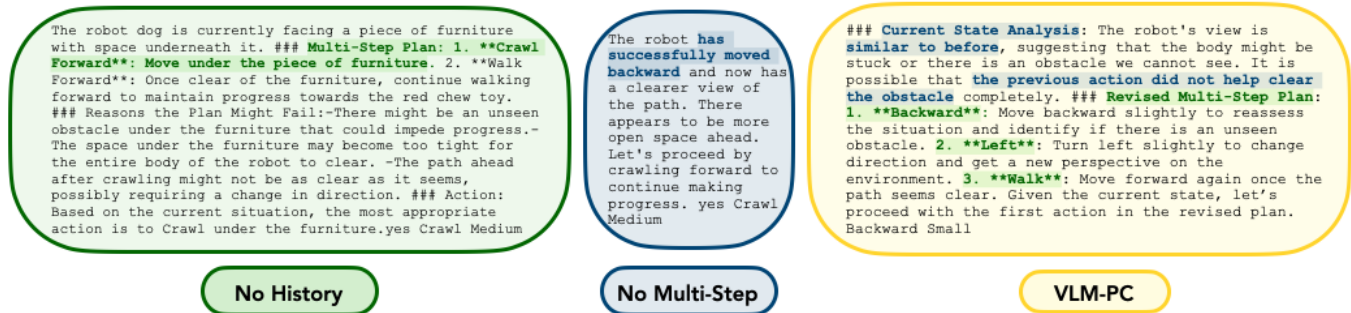 The robot dog is currently facing a piece of furniture
with space underneath it. ### Multi-Step Plan: 1. **Crawl
Forward**: Move under the piece of furniture. 2. **Walk
Forward**: Once clear of the furniture, continue walking
forward to maintain progress towards the red chew toy.
### Reasons the Plan Might Fail:-There might be an unseen
obstacle under the furniture that could impede progress.-
The space under the furniture may become too tight for
the entire body of the robot to clear. -The path ahead
after crawling might not be as clear as it seems,
possibly requiring a change in direction. ### Action:
Based on the current situation, the most appropriate
action is to Crawl under the furniture.yes Crawl Medium
No History
The robot has
successfully moved
backward and now has
a clearer view of
the path. There
appears to be more
open space ahead.
Let's proceed by
crawling forward to
continue making
progress. yes Crawl
Medium
No Multi-Step
### Current State Analysis: The robot's view is
similar to before, suggesting that the body might be
stuck or there is an obstacle we cannot see. It is
possible that the previous action did not help clear
the obstacle completely. ### Revised Multi-Step Plan:
1. **Backward**: Move backward slightly to reassess
the situation and identify if there is an unseen
obstacle. 2. **Left**: Turn left slightly to change
direction and get a new perspective on the
environment. 3. **Walk**: Move forward again once the
path seems clear. Given the current state, let’s
proceed with the first action in the revised plan.
Backward Small
VLM-PC